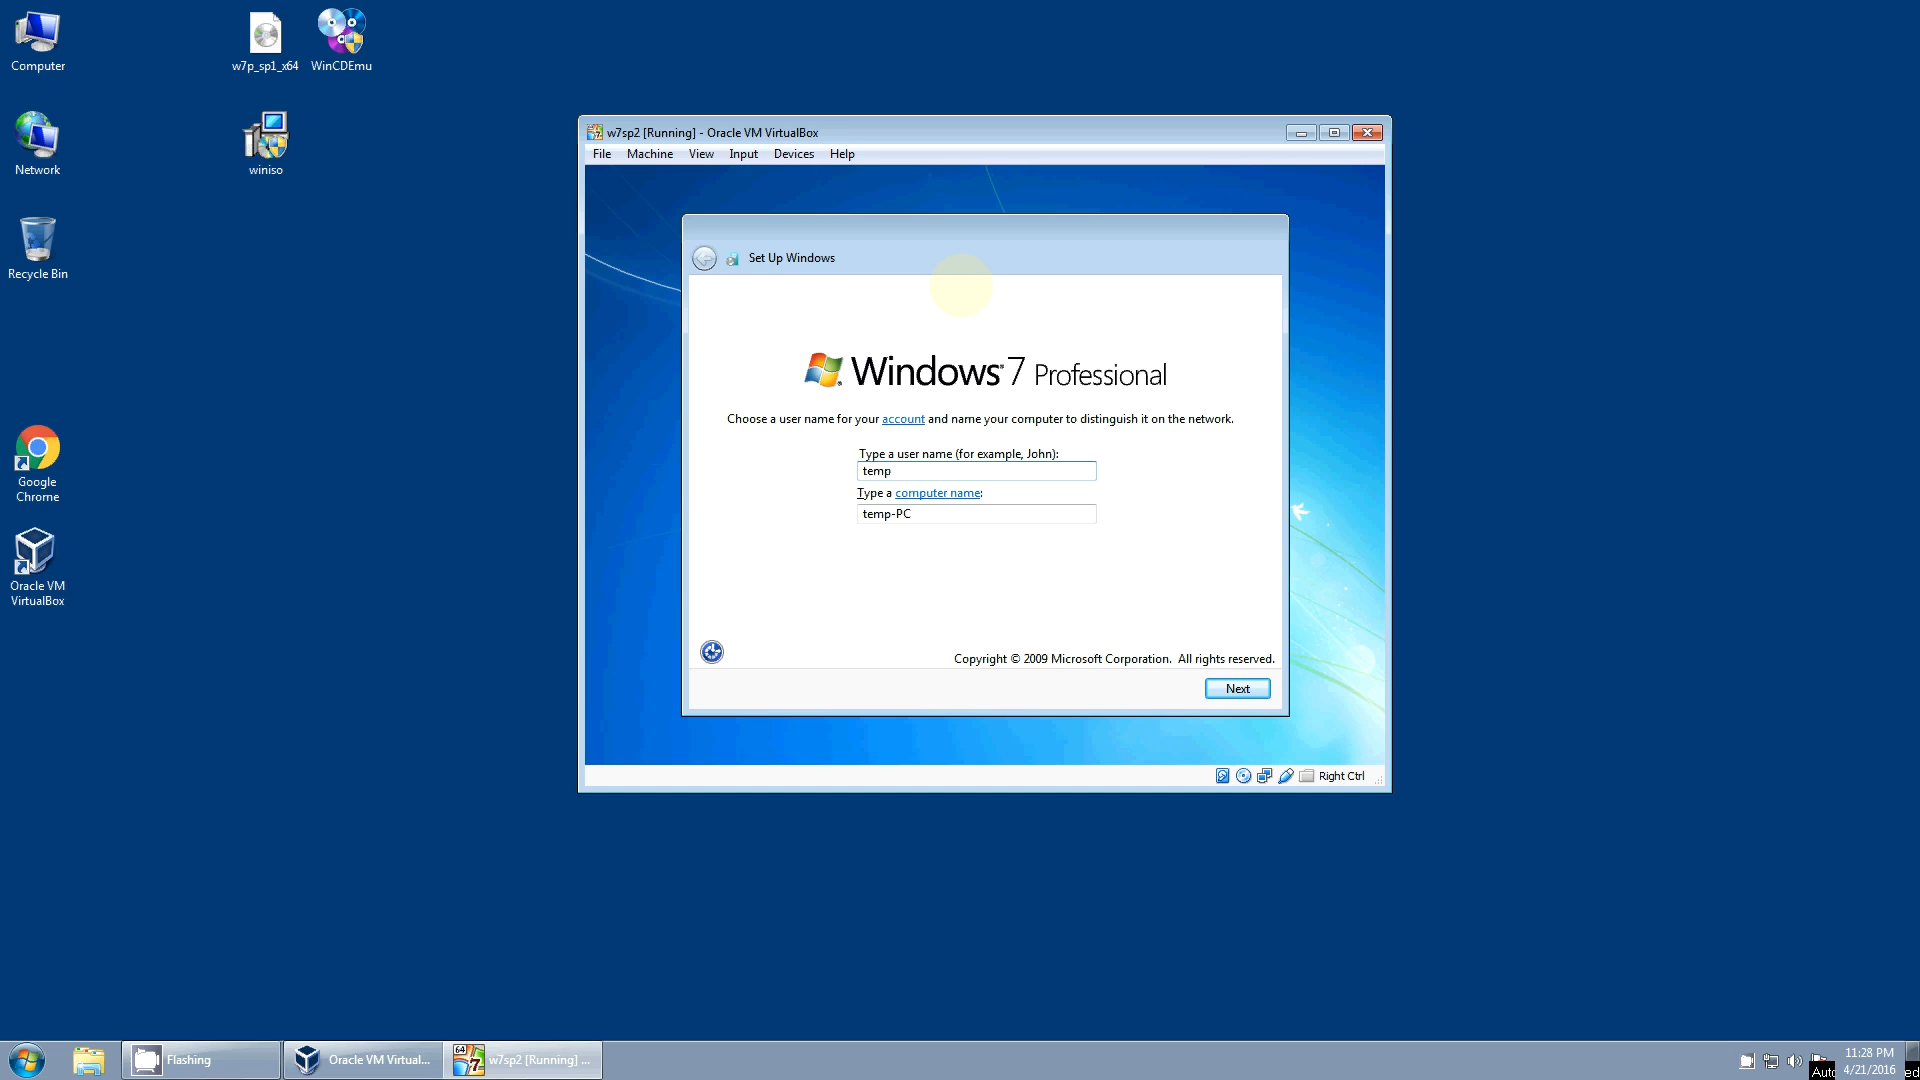 Computer
w7p_sp1_x64
WinCDEmu
Network
winiso
Recycle Bin
Google
Chrome
Oracle VM
VirtualBox
w7sp2 [Running] - Oracle VM VirtualBox
File Machine View Input Devices Help
Set Up Windows
Windows 7 Professional
Choose a user name for your account and name your computer to distinguish it on the network.
Type a user name (for example, John):
temp
Type a computer name:
temp-PC
Copyright © 2009 Microsoft Corporation. All rights reserved.
Next
Right Ctrl
Flashing
Oracle VM Virtual...
64
7
w7sp2 [Running] ...
11:28 PM
4/21/2016
Auto
ed